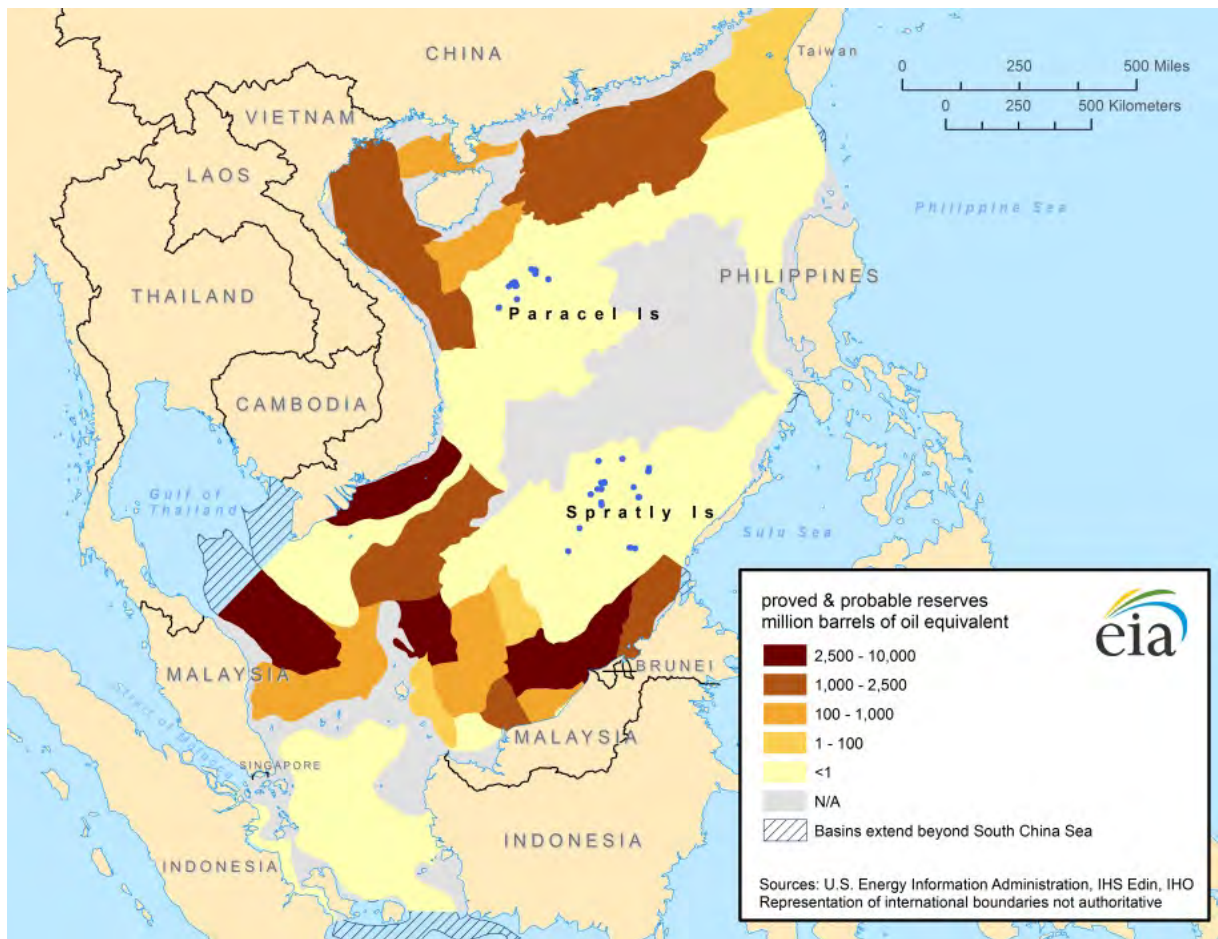 CHINA
Taiwan
0 250 500 Miles
0 250 500 Kilometers
VIETNAM
LAOS
Philippine Sea
THAILAND
PHILIPPINES
Paracel Is
CAMBODIA
Gulf of
Thailand
Spratly Is
Sulu Sea
MALAYSIA
BRUNEI
Strait of Malacca
SINGAPORE
MALAYSIA
INDONESIA
INDONESIA
proved & probable reserves
million barrels of oil equivalent
eia
2,500 - 10,000
1,000 - 2,500
100 - 1,000
1 - 100
<1
N/A
Basins extend beyond South China Sea
Sources: U.S. Energy Information Administration, IHS Edin, IHO
Representation of international boundaries not authoritative